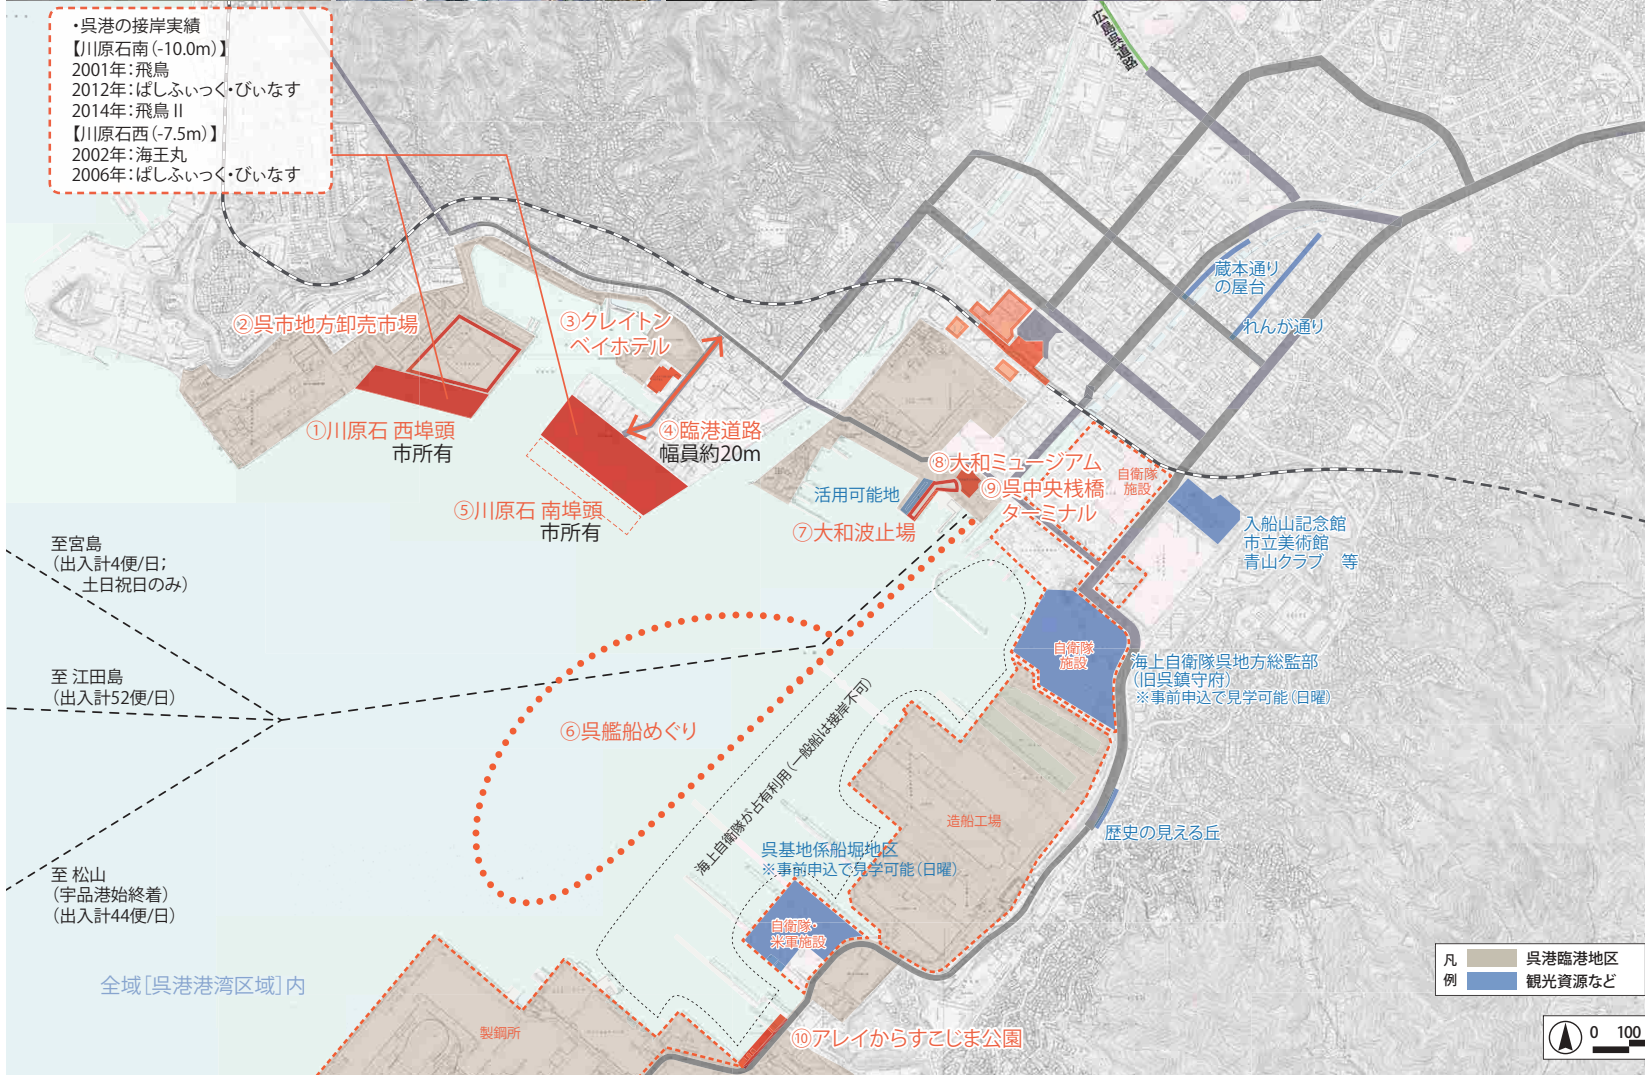 ・呉港の接岸実績
【川原石南(-10.0m)】
2001年:飛鳥
2012年:ぱしふぃっく・びぃなす
2014年:飛鳥Ⅱ
【川原石西(-7.5m)】
2002年:海王丸
2006年:ぱしふぃっく・びぃなす
広島呉道路
蔵本通り
の屋台
れんが通り
②呉市地方卸売市場
③クレイトン
ベイホテル
①川原石 西埠頭
市所有
④臨港道路
幅員約20m
⑤川原石 南埠頭
市所有
活用可能地
⑦大和波止場
⑧大和ミュージアム
⑨呉中央桟橋
ターミナル
自衛隊
施設
入船山記念館
市立美術館
青山クラブ 等
至宮島
(出入計4便/日;
土日祝日のみ)
至 江田島
(出入計52便/日)
至 松山
(宇品港始終着)
(出入計44便/日)
⑥呉艦船めぐり
海上自衛隊が占有利用(一般船は接岸不可)
自衛隊
施設
海上自衛隊呉地方総監部
(旧呉鎮守府)
※事前申込で見学可能(日曜)
造船工場
歴史の見える丘
呉基地係船堀地区
※事前申込で見学可能(日曜)
自衛隊・
米軍施設
全域[呉港港湾区域]内
製鋼所
⑩アレイからすこじま公園
凡例
呉港臨港地区
観光資源など
0 100